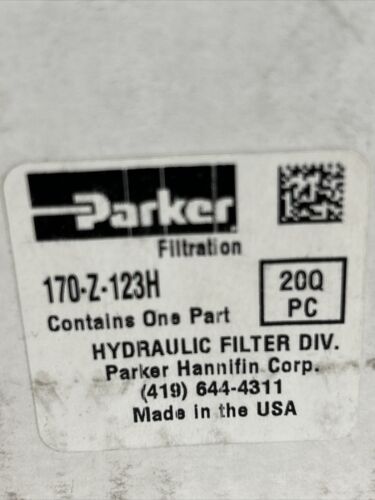 Parker
Filtration
170-Z-123H
Contains One Part
20Q
PC
HYDRAULIC FILTER DIV.
Parker Hannifin Corp.
(419) 644-4311
Made in the USA